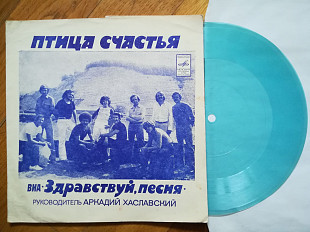 ПТИЦА СЧАСТЬЯ
ВИА ·Здравствуй, песня·
РУКОВОДИТЕЛЬ АРКАДИЙ ХАСЛАВСКИЙ